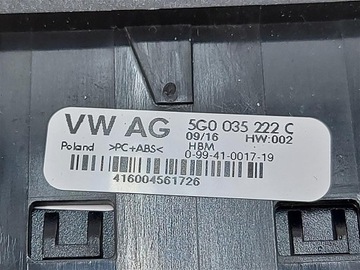 VW AG 5G0 035 222 C
09/16 HW:002
Poland >PC+ABS< HBM
0-99-41-0017-19
416004561726